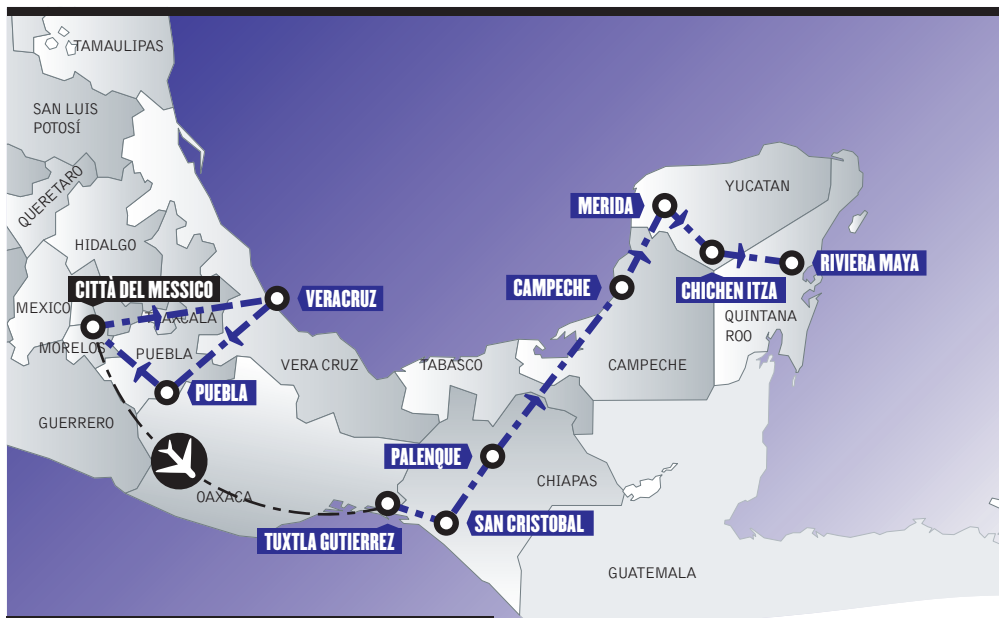 TAMAULIPAS
SAN LUIS
POTOSÍ
QUERETARO
YUCATAN
MERIDA
HIDALGO
RIVIERA MAYA
CITTÀ DEL MESSICO
CAMPECHE
CHICHEN ITZA
VERACRUZ
MEXICO
TLAXCALA
QUINTANA
ROO
MORELOS
PUEBLA
VERA CRUZ
TABASCO
CAMPECHE
PUEBLA
GUERRERO
PALENQUE
CHIAPAS
OAXACA
SAN CRISTOBAL
TUXTLA GUTIERREZ
GUATEMALA